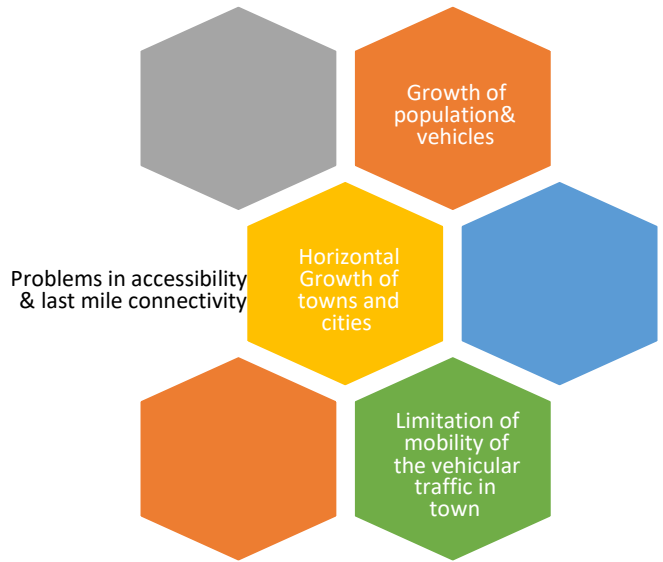 Growth of
population&
vehicles
Problems in accessibility
& last mile connectivity
Horizontal
Growth of
towns and
cities
Limitation of
mobility of
the vehicular
traffic in
town